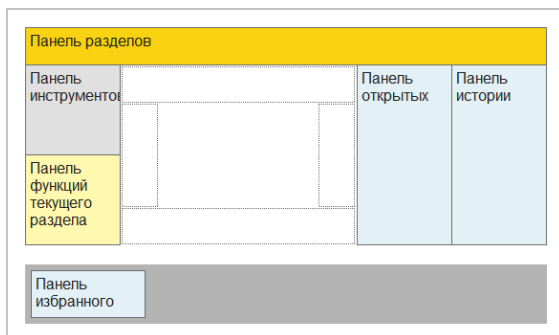 Панель разделов
Панель
инструментов
Панель
открытых
Панель
истории
Панель
функций
текущего
раздела
Панель
избранного